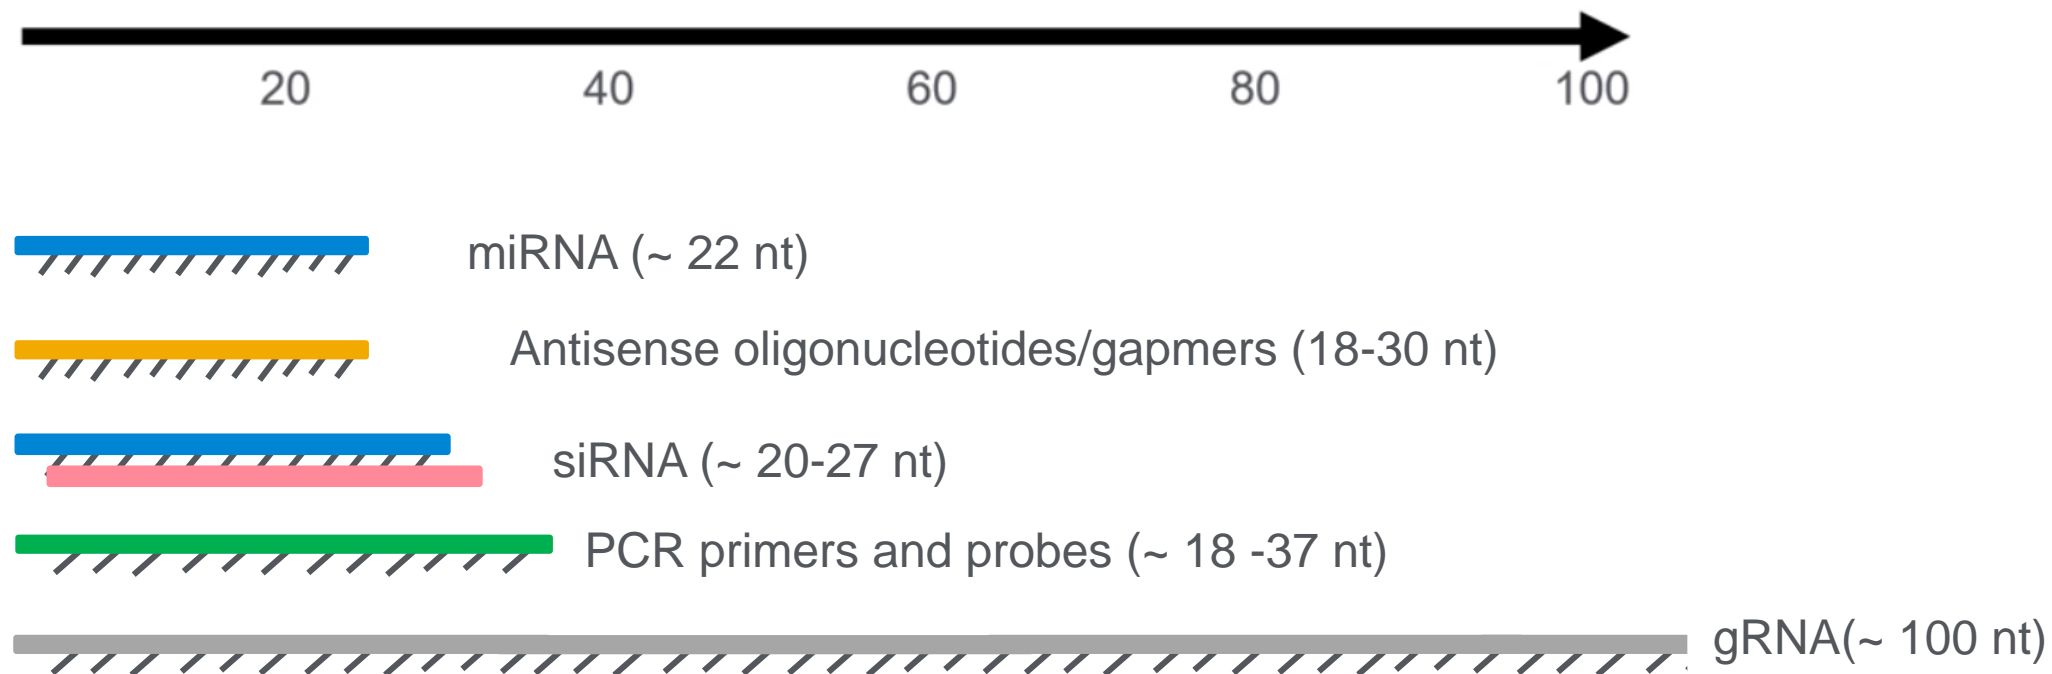 20 40 60 80 100
miRNA (~ 22 nt)
Antisense oligonucleotides/gapmers (18-30 nt)
siRNA (~ 20-27 nt)
PCR primers and probes (~ 18 -37 nt)
gRNA(~ 100 nt)